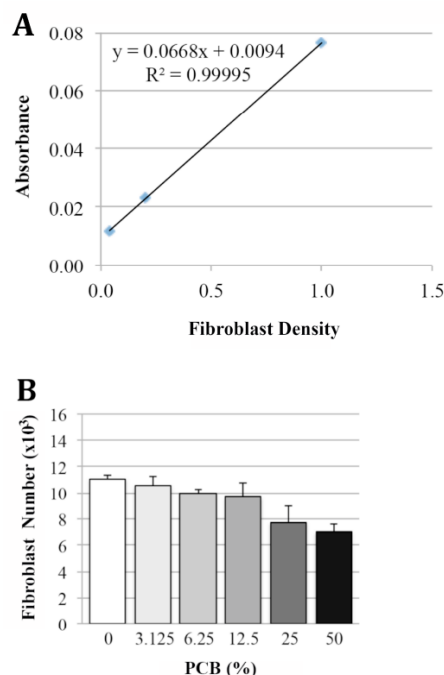 A
y = 0.0668x + 0.0094
R² = 0.99995
Absorbance
0.08
0.06
0.04
0.02
0.00
0.0 0.5 1.0 1.5
Fibroblast Density
B
Fibroblast Number (x10³)
16
14
12
10
8
6
4
2
0
0 3.125 6.25 12.5 25 50
PCB (%)